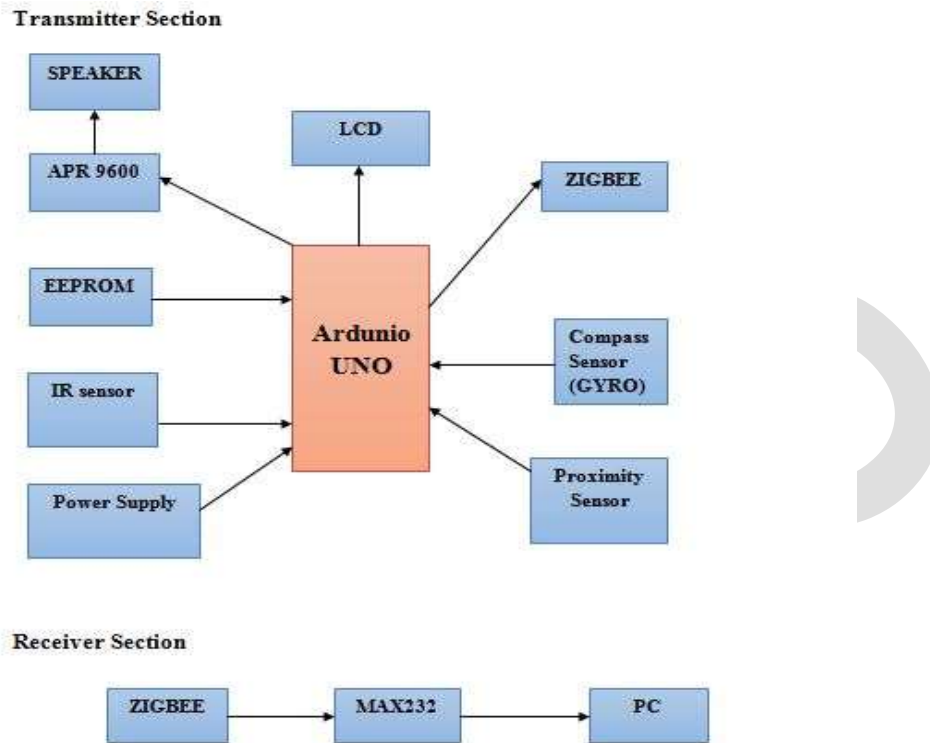 Transmitter Section
SPEAKER
LCD
APR 9600
ZIGBEE
EEPROM
Ardunio
UNO
Compass
Sensor
(GYRO)
IR sensor
Proximity
Sensor
Power Supply
Receiver Section
ZIGBEE
MAX232
PC